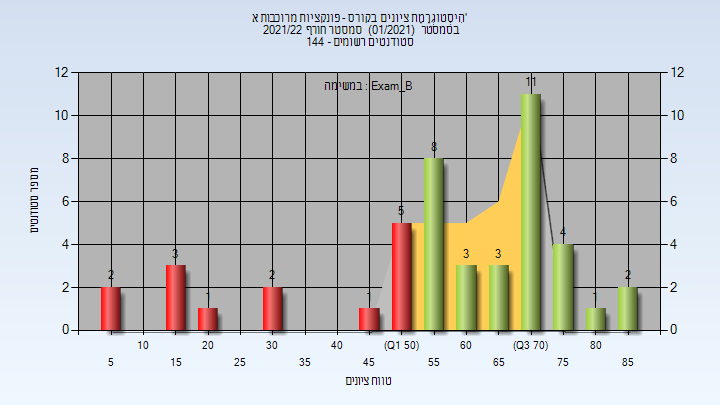 היסטוגרמת ציונים בקורס - פונקציות מרוכבות א'
בסמסטר (01/2021) סמסטר חורף 2021/22
סטודנטים רשומים - 144
במשימה : Exam_B
12 12
10 10
8 8
6 6
4 4
2 2
0 0
2 3 1 2 1 5 8 3 3 11 4 1 2
מספר סטודנטים
10 20 30 40 (Q1 50) 60 (Q3 70) 80
5 15 25 35 45 55 65 75 85
טווח ציונים